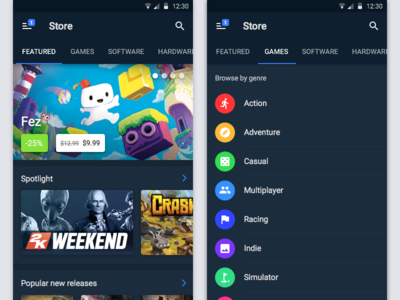 12:30
1
Store
FEATURED GAMES SOFTWARE HARDWAR
Fez
-25% $12.99 $9.99
Spotlight
2K WEEKEND
CRASH
Popular new releases
12:30
1
Store
FEATURED GAMES SOFTWARE HARDWAR
Browse by genre
Action
Adventure
Casual
Multiplayer
Racing
Indie
Simulator